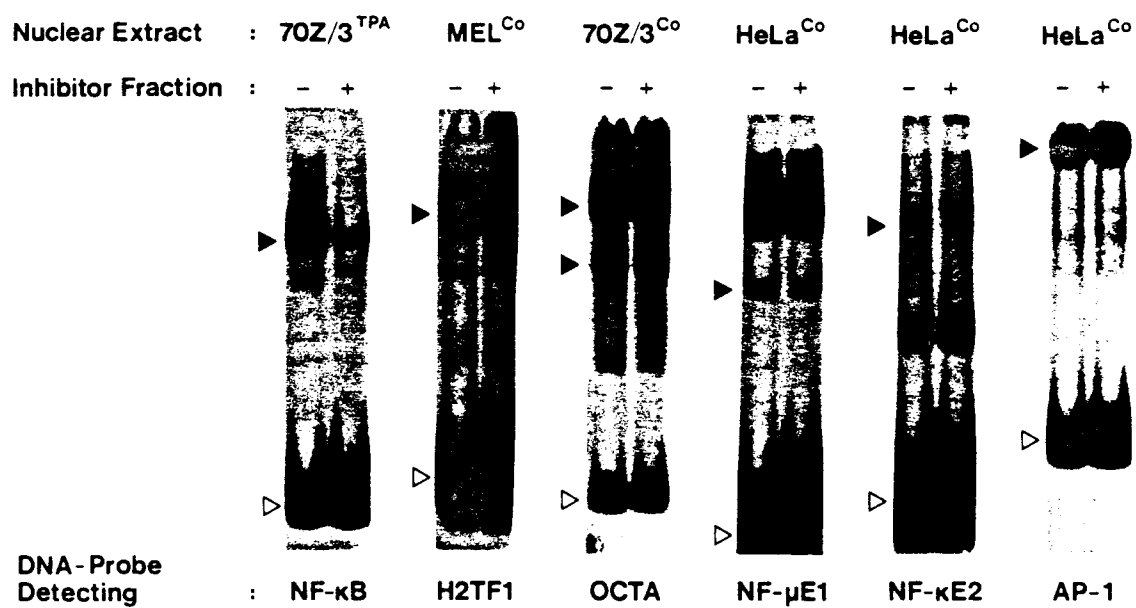 Nuclear Extract : 70Z/3TPA MELCo 70Z/3Co HeLaCo HeLaCo HeLaCo
Inhibitor Fraction : − + − + − + − + − + − +
DNA-Probe
Detecting : NF-κB H2TF1 OCTA NF-μE1 NF-κE2 AP-1